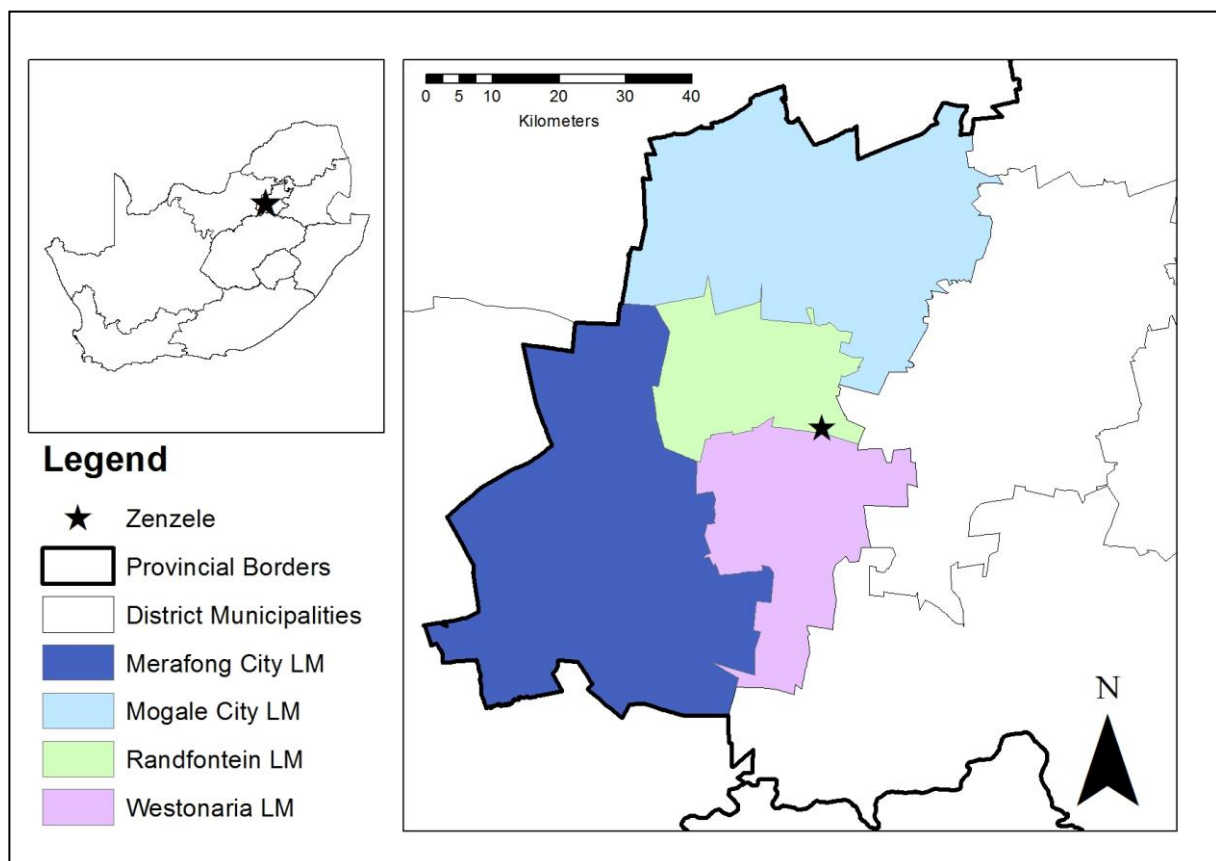 0 5 10 20 30 40
Kilometers
Legend
Zenzele
Provincial Borders
District Municipalities
Merafong City LM
Mogale City LM
Randfontein LM
Westonaria LM
N